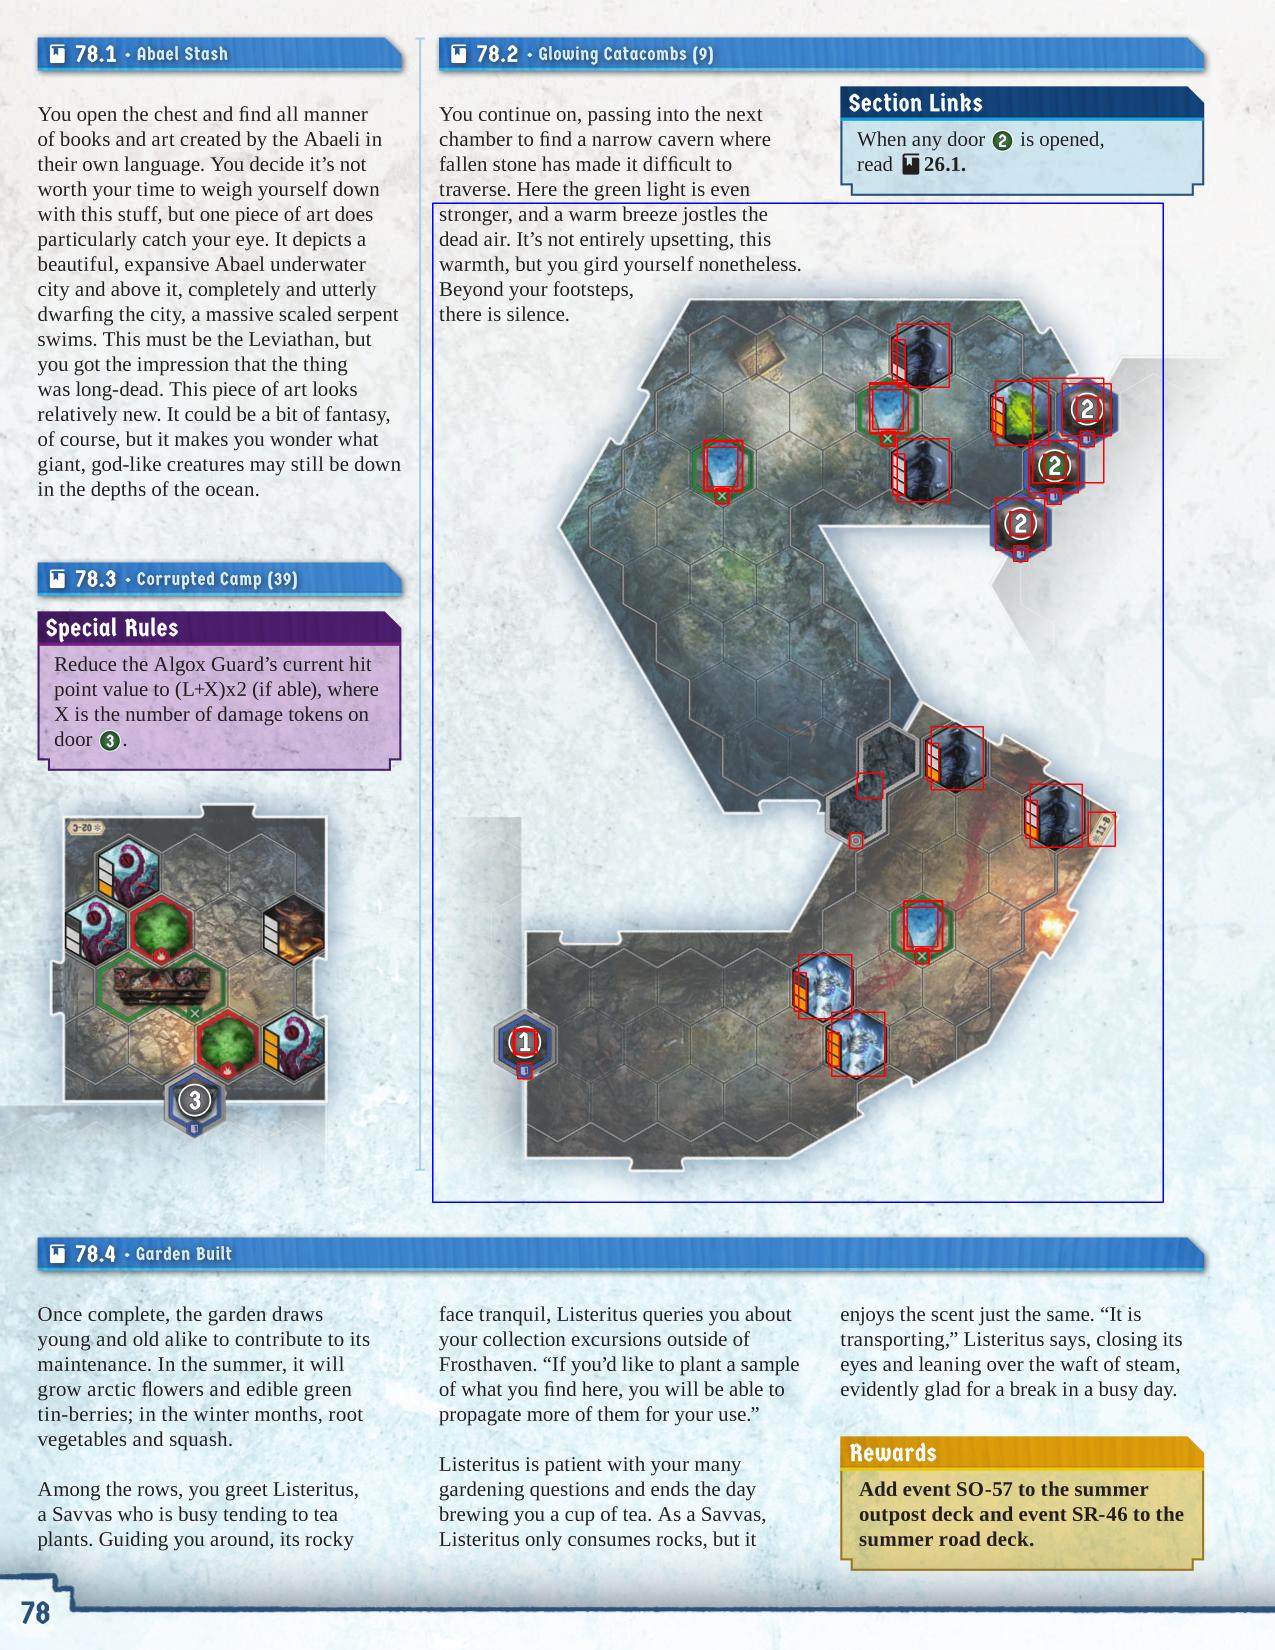 78.1 · Abael Stash
You open the chest and find all manner
of books and art created by the Abaeli in
their own language. You decide it’s not
worth your time to weigh yourself down
with this stuff, but one piece of art does
particularly catch your eye. It depicts a
beautiful, expansive Abael underwater
city and above it, completely and utterly
dwarfing the city, a massive scaled serpent
swims. This must be the Leviathan, but
you got the impression that the thing
was long-dead. This piece of art looks
relatively new. It could be a bit of fantasy,
of course, but it makes you wonder what
giant, god-like creatures may still be down
in the depths of the ocean.
78.2 · Glowing Catacombs (9)
You continue on, passing into the next
chamber to find a narrow cavern where
fallen stone has made it difficult to
traverse. Here the green light is even
stronger, and a warm breeze jostles the
dead air. It’s not entirely upsetting, this
warmth, but you gird yourself nonetheless.
Beyond your footsteps,
there is silence.
Section Links
When any door 2 is opened,
read 26.1.
2
2
2
11-B
1
78.3 · Corrupted Camp (39)
Special Rules
Reduce the Algox Guard’s current hit
point value to (L+X)x2 (if able), where
X is the number of damage tokens on
door 3.
02-C
3
78.4 · Garden Built
Once complete, the garden draws
young and old alike to contribute to its
maintenance. In the summer, it will
grow arctic flowers and edible green
tin-berries; in the winter months, root
vegetables and squash.
Among the rows, you greet Listeritus,
a Savvas who is busy tending to tea
plants. Guiding you around, its rocky
face tranquil, Listeritus queries you about
your collection excursions outside of
Frosthaven. “If you’d like to plant a sample
of what you find here, you will be able to
propagate more of them for your use.”
Listeritus is patient with your many
gardening questions and ends the day
brewing you a cup of tea. As a Savvas,
Listeritus only consumes rocks, but it
enjoys the scent just the same. “It is
transporting,” Listeritus says, closing its
eyes and leaning over the waft of steam,
evidently glad for a break in a busy day.
Rewards
Add event SO-57 to the summer
outpost deck and event SR-46 to the
summer road deck.
78